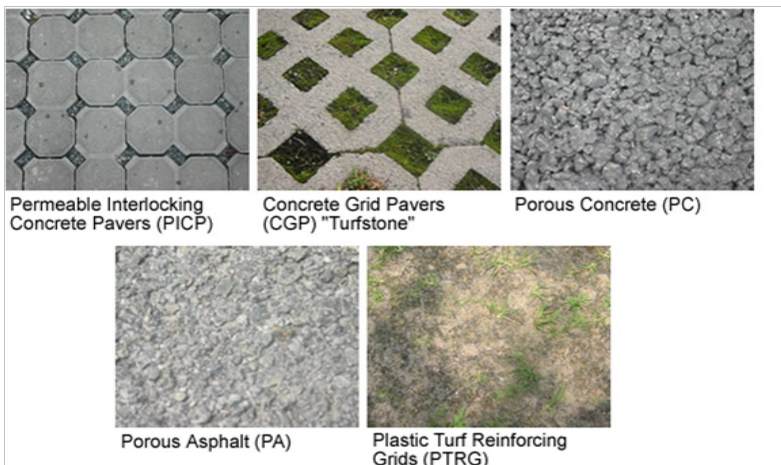 Permeable Interlocking
Concrete Pavers (PICP)
Concrete Grid Pavers
(CGP) "Turfstone"
Porous Concrete (PC)
Porous Asphalt (PA)
Plastic Turf Reinforcing
Grids (PTRG)